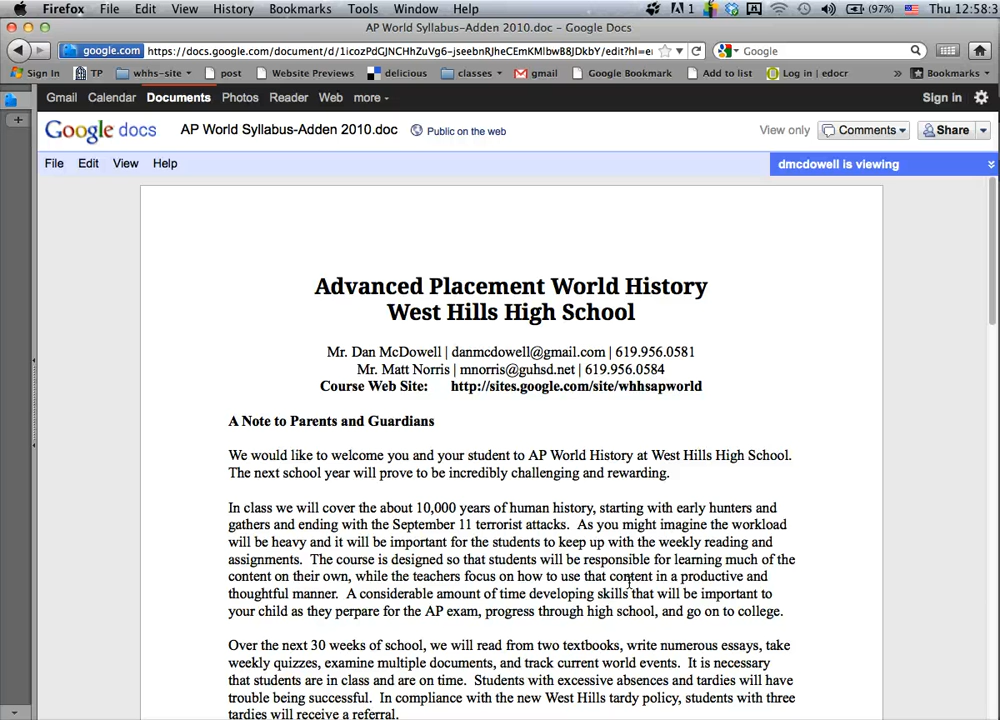 Firefox File Edit View History Bookmarks Tools Window Help 1 (97%) Thu 12:58:3
AP World Syllabus-Adden 2010.doc - Google Docs
google.com https://docs.google.com/document/d/1icozPdGJNCHhZuVg6-jseebnRJheCEmKMlbwB8JDkbY/edit?hl=e Google
Sign In TP whhs-site post Website Previews delicious classes gmail Google Bookmark Add to list Log in | edocr » Bookmarks
Gmail Calendar Documents Photos Reader Web more Sign in
Google docs AP World Syllabus-Adden 2010.doc Public on the web View only Comments Share
File Edit View Help dmcdowell is viewing
Advanced Placement World History
West Hills High School
Mr. Dan McDowell | danmcdowell@gmail.com | 619.956.0581
Mr. Matt Norris | mnorris@guhsd.net | 619.956.0584
Course Web Site: http://sites.google.com/site/whhsapworld
A Note to Parents and Guardians
We would like to welcome you and your student to AP World History at West Hills High School.
The next school year will prove to be incredibly challenging and rewarding.
In class we will cover the about 10,000 years of human history, starting with early hunters and
gathers and ending with the September 11 terrorist attacks. As you might imagine the workload
will be heavy and it will be important for the students to keep up with the weekly reading and
assignments. The course is designed so that students will be responsible for learning much of the
content on their own, while the teachers focus on how to use that content in a productive and
thoughtful manner. A considerable amount of time developing skills that will be important to
your child as they perpare for the AP exam, progress through high school, and go on to college.
Over the next 30 weeks of school, we will read from two textbooks, write numerous essays, take
weekly quizzes, examine multiple documents, and track current world events. It is necessary
that students are in class and are on time. Students with excessive absences and tardies will have
trouble being successful. In compliance with the new West Hills tardy policy, students with three
tardies will receive a referral.